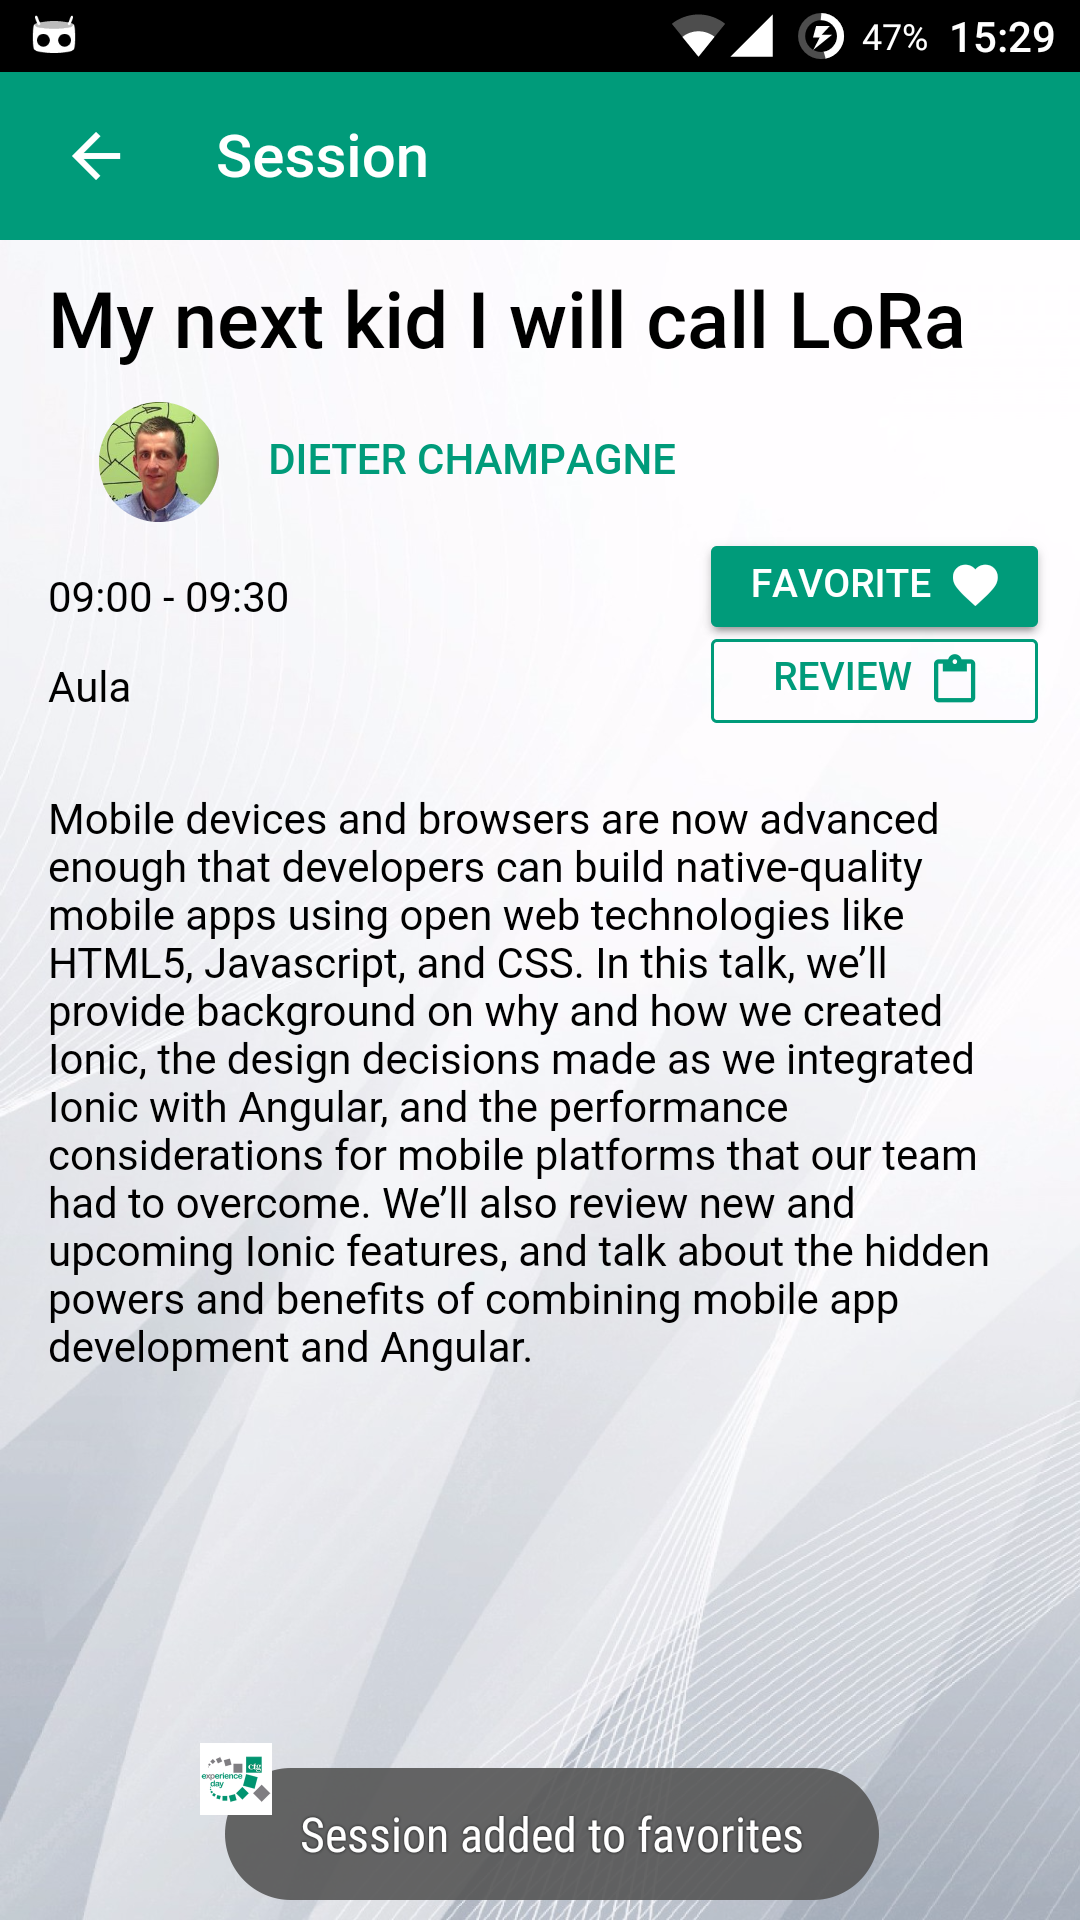 47% 15:29
Session
My next kid I will call LoRa
DIETER CHAMPAGNE
09:00 - 09:30
FAVORITE
Aula
REVIEW
Mobile devices and browsers are now advanced
enough that developers can build native-quality
mobile apps using open web technologies like
HTML5, Javascript, and CSS. In this talk, we’ll
provide background on why and how we created
Ionic, the design decisions made as we integrated
Ionic with Angular, and the performance
considerations for mobile platforms that our team
had to overcome. We’ll also review new and
upcoming Ionic features, and talk about the hidden
powers and benefits of combining mobile app
development and Angular.
ctg
experience
day
Session added to favorites